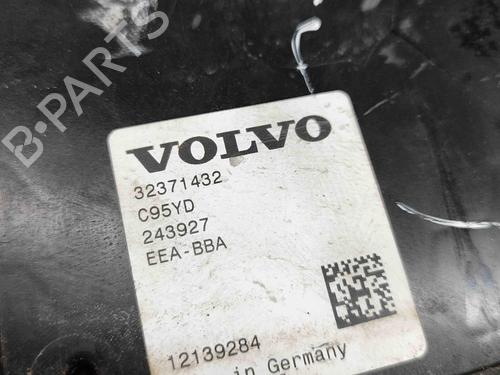 B-PARTS
VOLVO
32371432
C95YD
243927
EEA-BBA
12139284
in Germany